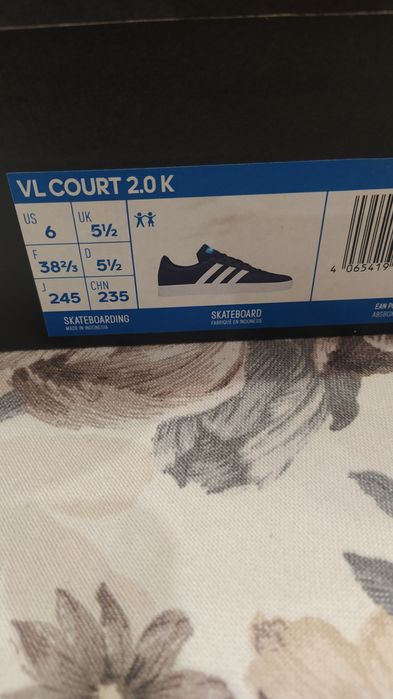 VL COURT 2.0 K
US 6 UK 5½
F 38⅔ D 5½
J 245 CHN 235
SKATEBOARDING
MADE IN INDONESIA
SKATEBOARD
FABRIQUÉ EN INDONÉSIE
4 065419
EAN